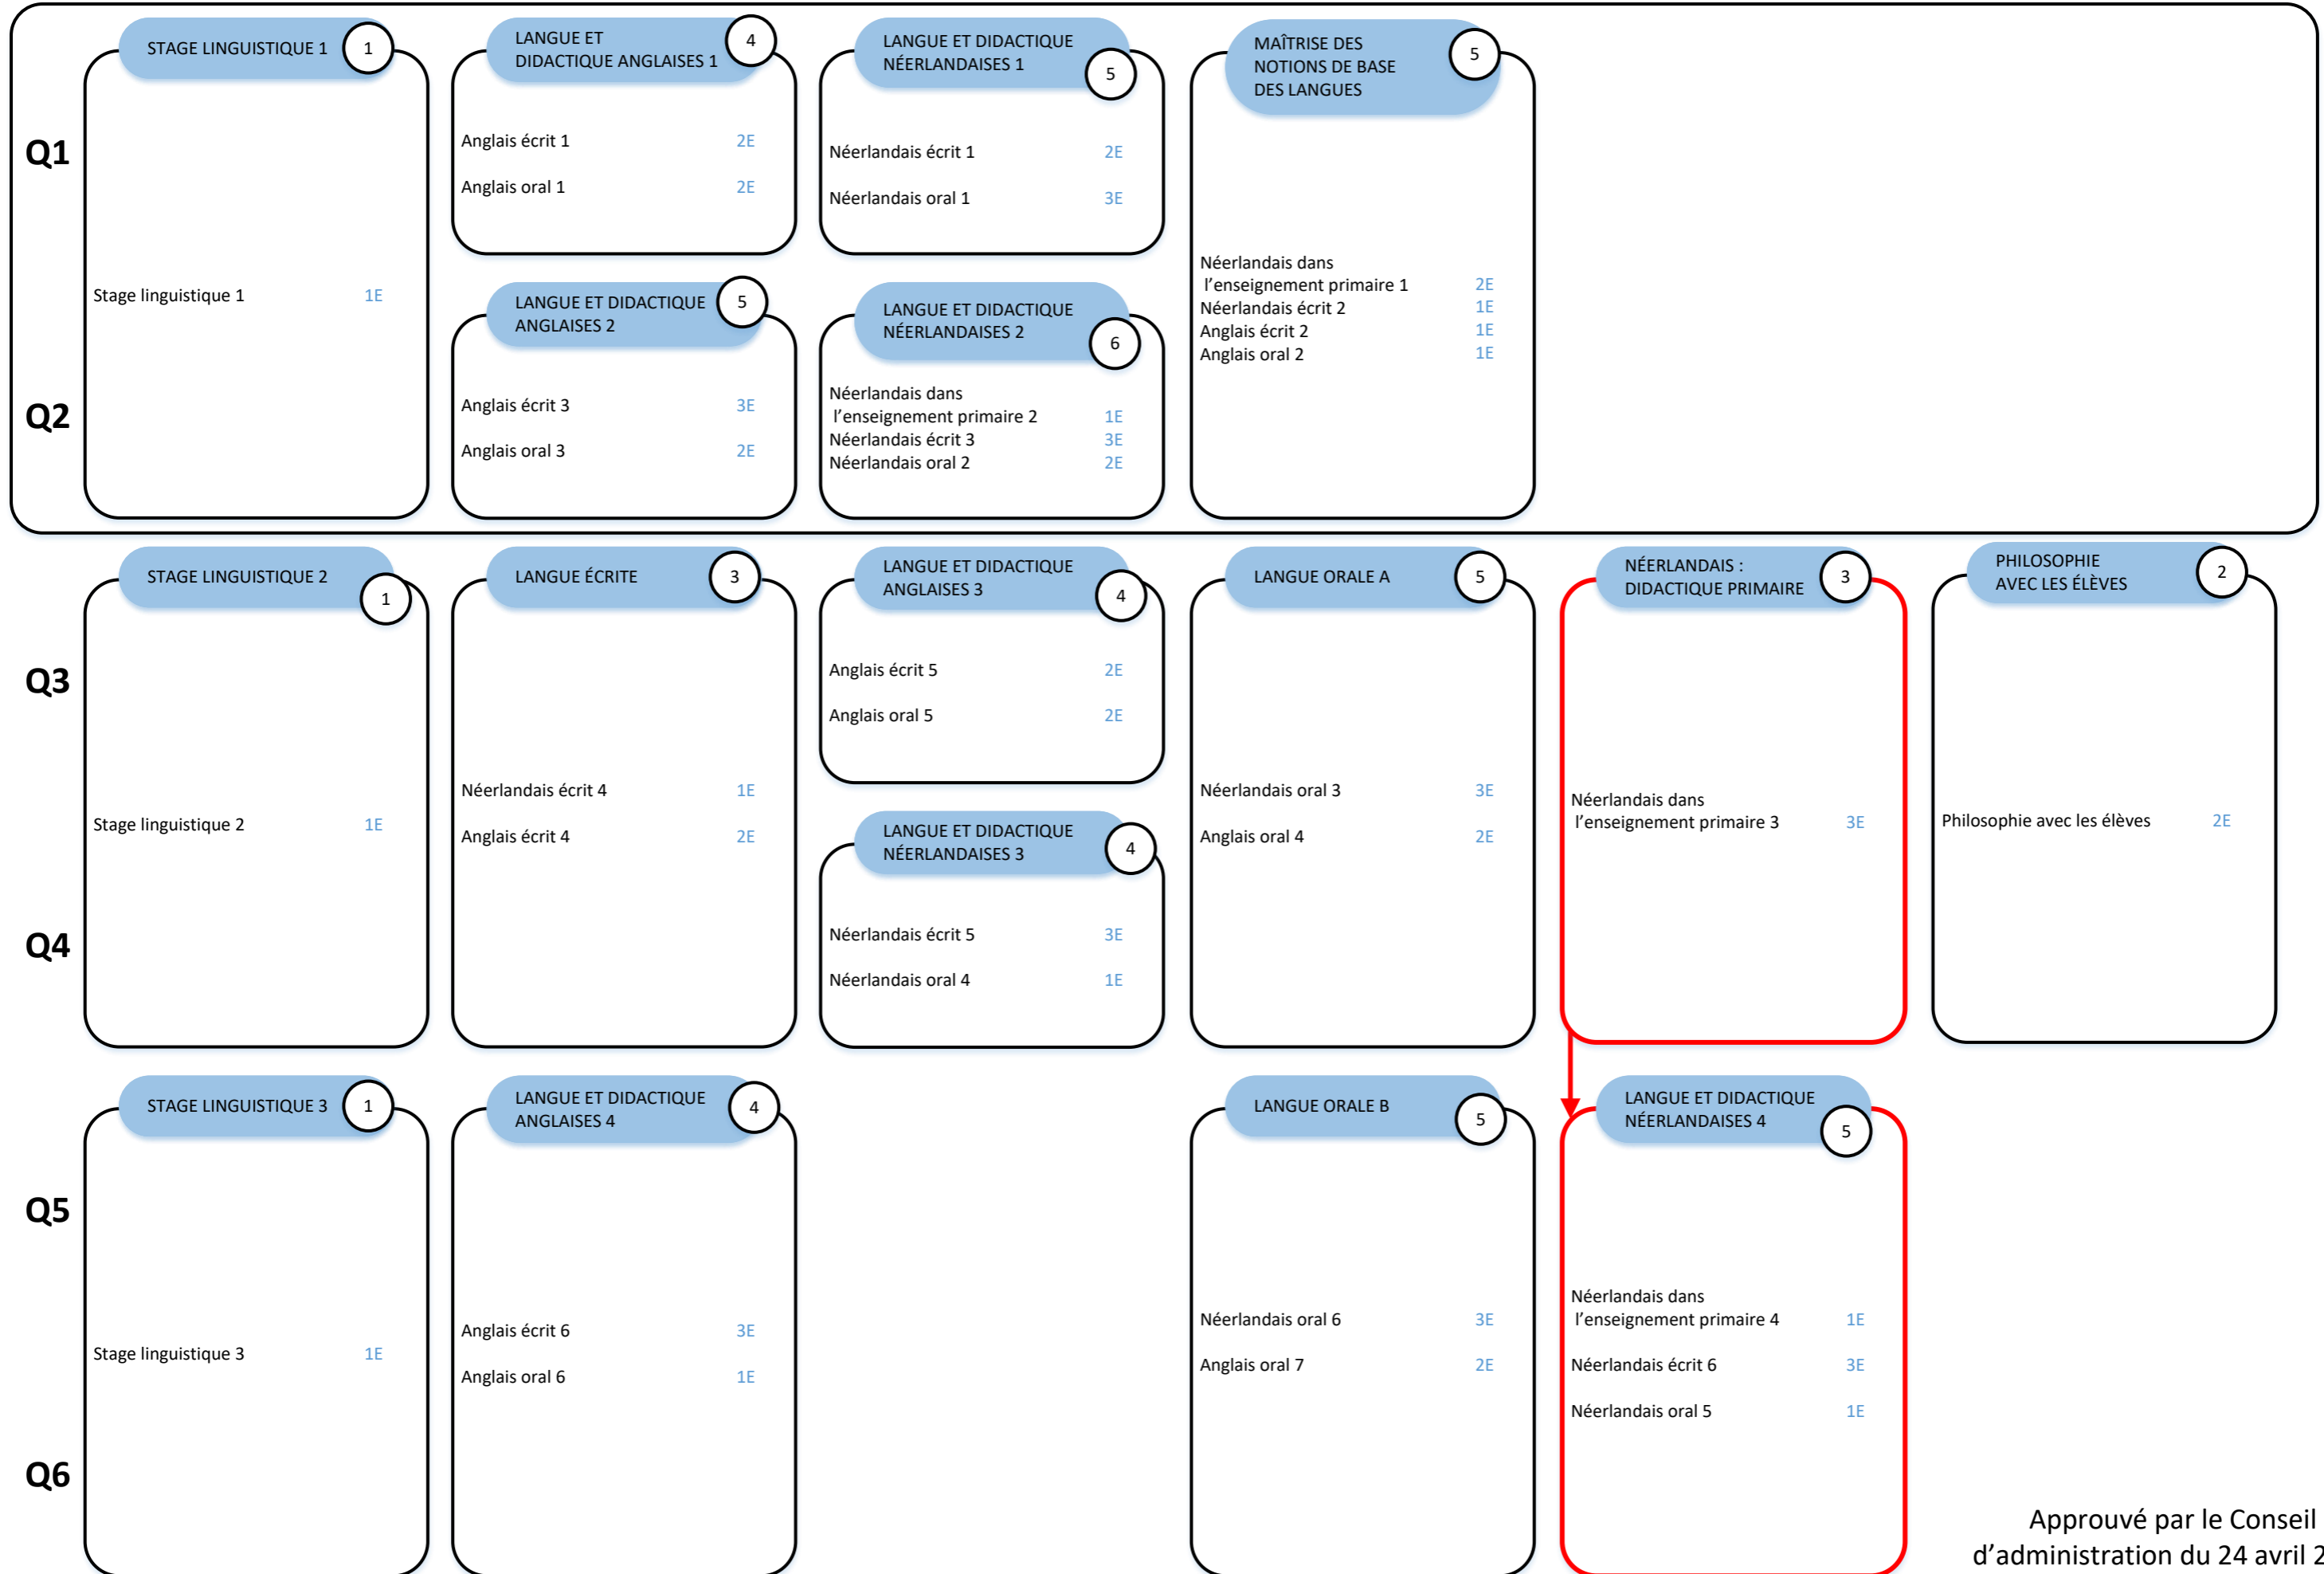 STAGE LINGUISTIQUE 1
1
LANGUE ET
DIDACTIQUE ANGLAISES 1
4
LANGUE ET DIDACTIQUE
NÉERLANDAISES 1
5
MAÎTRISE DES
NOTIONS DE BASE
DES LANGUES
5
Q1
Anglais écrit 1 2E
Anglais oral 1 2E
Néerlandais écrit 1 2E
Néerlandais oral 1 3E
Stage linguistique 1 1E
Néerlandais dans
l'enseignement primaire 1 2E
Néerlandais écrit 2 1E
Anglais écrit 2 1E
Anglais oral 2 1E
LANGUE ET DIDACTIQUE
ANGLAISES 2
5
LANGUE ET DIDACTIQUE
NÉERLANDAISES 2
6
Q2
Anglais écrit 3 3E
Anglais oral 3 2E
Néerlandais dans
l'enseignement primaire 2 1E
Néerlandais écrit 3 3E
Néerlandais oral 2 2E
STAGE LINGUISTIQUE 2
1
LANGUE ÉCRITE
3
LANGUE ET DIDACTIQUE
ANGLAISES 3
4
LANGUE ORALE A
5
NÉERLANDAIS :
DIDACTIQUE PRIMAIRE
3
PHILOSOPHIE
AVEC LES ÉLÈVES
2
Q3
Anglais écrit 5 2E
Anglais oral 5 2E
Stage linguistique 2 1E
Néerlandais écrit 4 1E
Anglais écrit 4 2E
LANGUE ET DIDACTIQUE
NÉERLANDAISES 3
4
Néerlandais oral 3 3E
Anglais oral 4 2E
Néerlandais dans
l'enseignement primaire 3 3E
Philosophie avec les élèves 2E
Q4
Néerlandais écrit 5 3E
Néerlandais oral 4 1E
STAGE LINGUISTIQUE 3
1
LANGUE ET DIDACTIQUE
ANGLAISES 4
4
LANGUE ORALE B
5
LANGUE ET DIDACTIQUE
NÉERLANDAISES 4
5
Q5
Stage linguistique 3 1E
Anglais écrit 6 3E
Anglais oral 6 1E
Néerlandais oral 6 3E
Anglais oral 7 2E
Néerlandais dans
l'enseignement primaire 4 1E
Néerlandais écrit 6 3E
Néerlandais oral 5 1E
Q6
Approuvé par le Conseil
d'administration du 24 avril